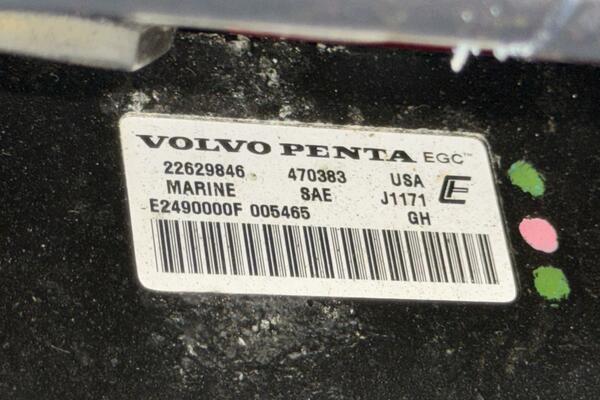 VOLVO PENTA EGC™
22629846 470383 USA
MARINE SAE J1171
E2490000F 005465 GH